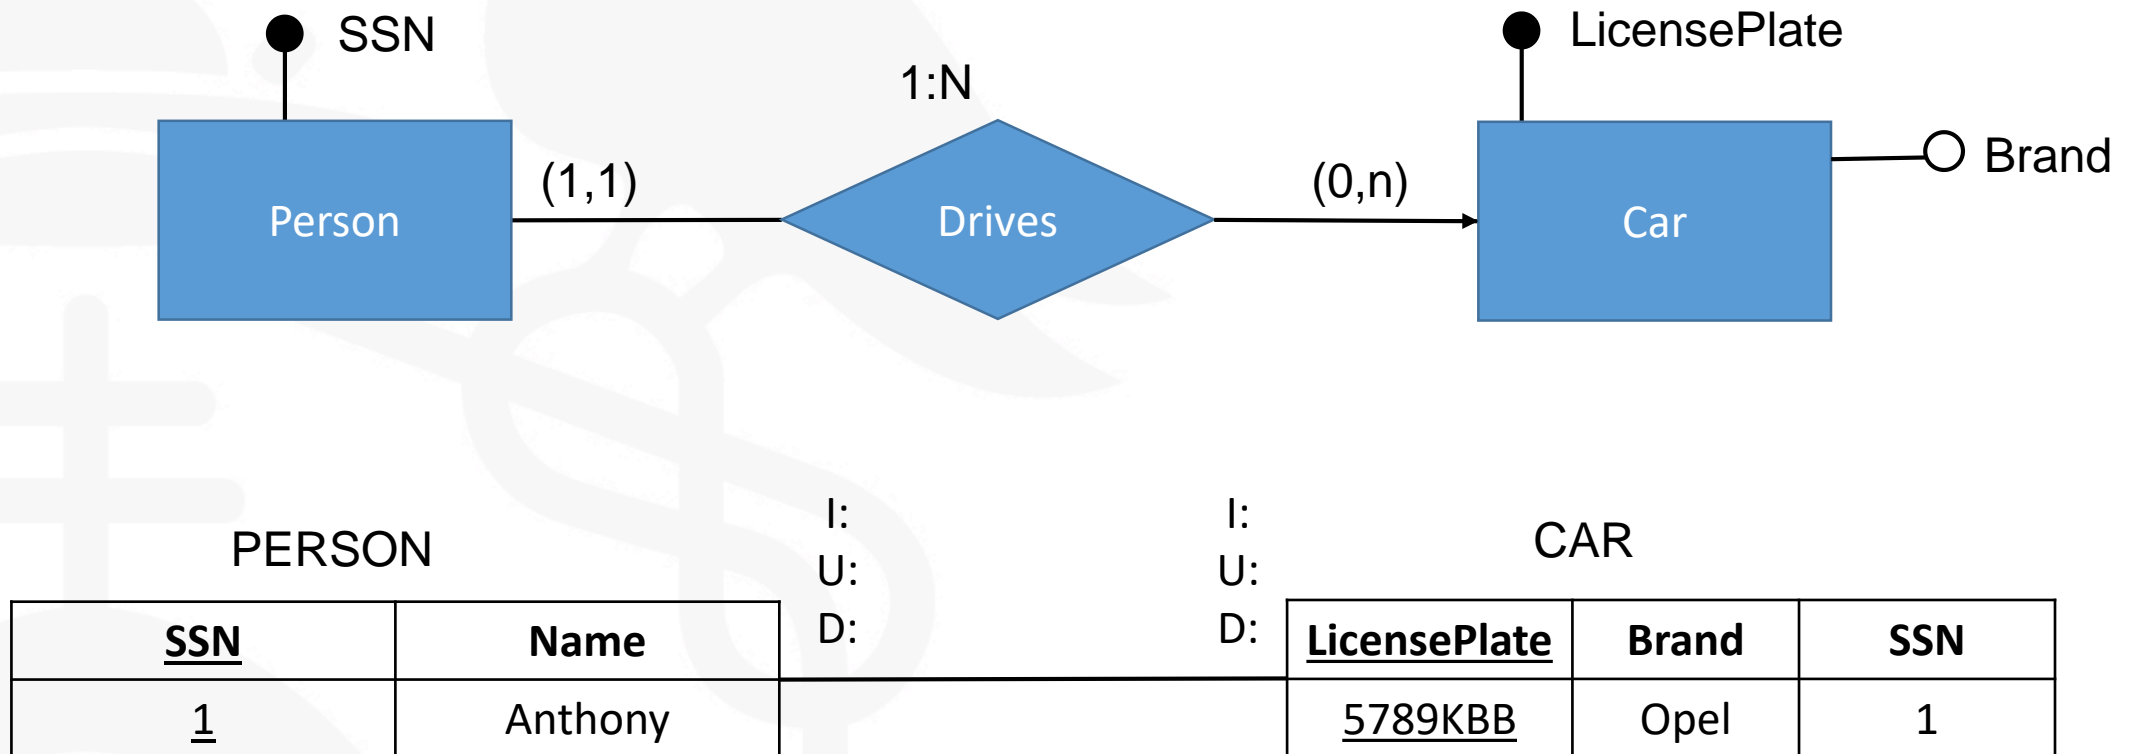 SSN
LicensePlate
1:N
Brand
(1,1)
(0,n)
Person
Drives
Car
I:
U:
D:
I:
U:
D:
PERSON
CAR
SSN Name
1 Anthony
LicensePlate Brand SSN
5789KBB Opel 1